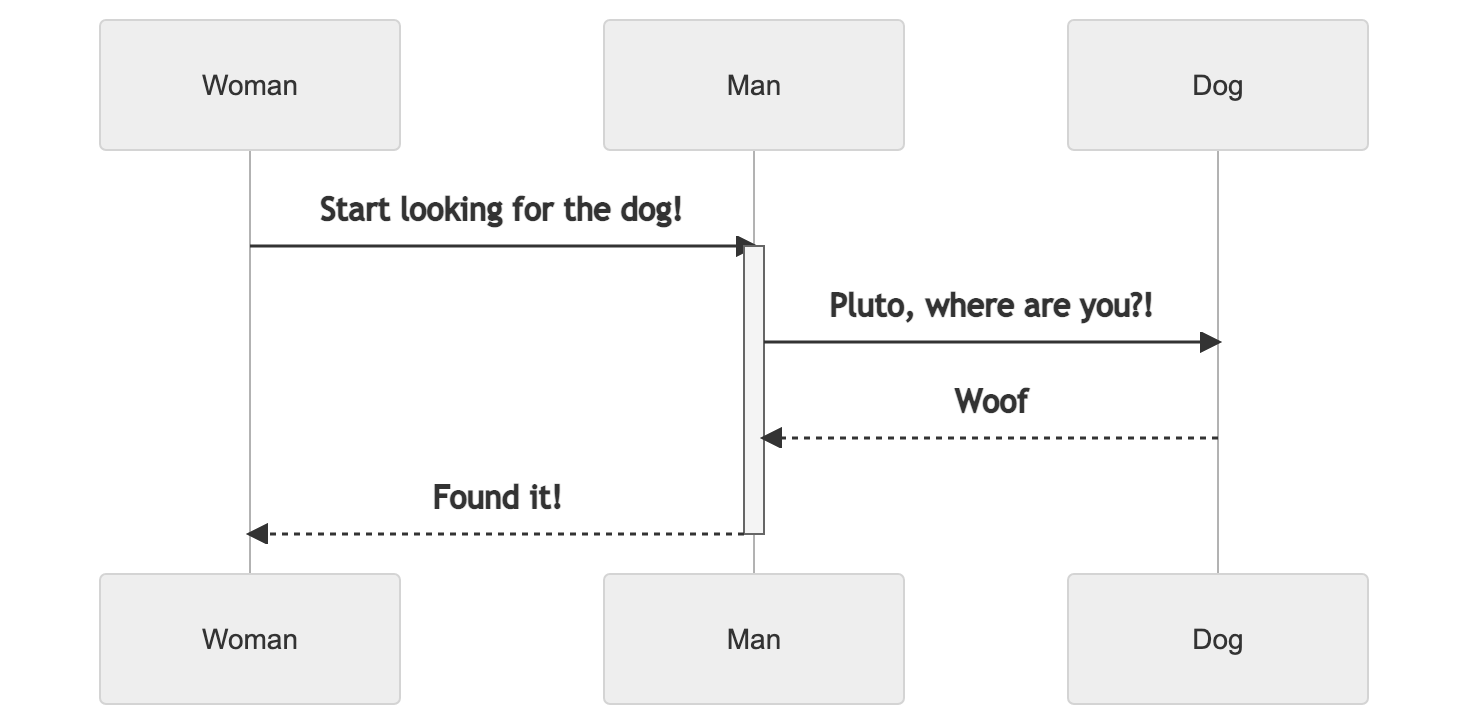 Woman
Man
Dog
Start looking for the dog!
Pluto, where are you?!
Woof
Found it!
Woman
Man
Dog